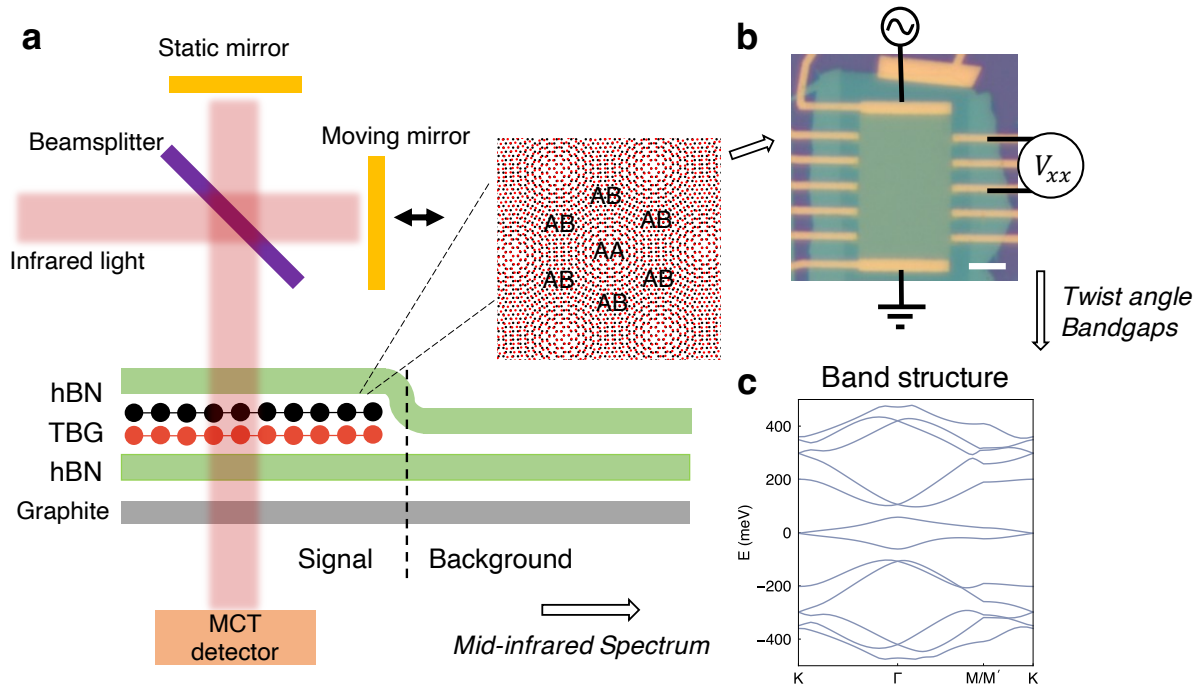 a
Static mirror
Beamsplitter
Moving mirror
Infrared light
AB
AB
AB
AA
AB
AB
AB
hBN
TBG
hBN
Graphite
Signal
Background
MCT
detector
Mid-infrared Spectrum
b
Vxx
Twist angle
Bandgaps
c
Band structure
E (meV)
400
200
0
-200
-400
K
Γ
M/M′
K